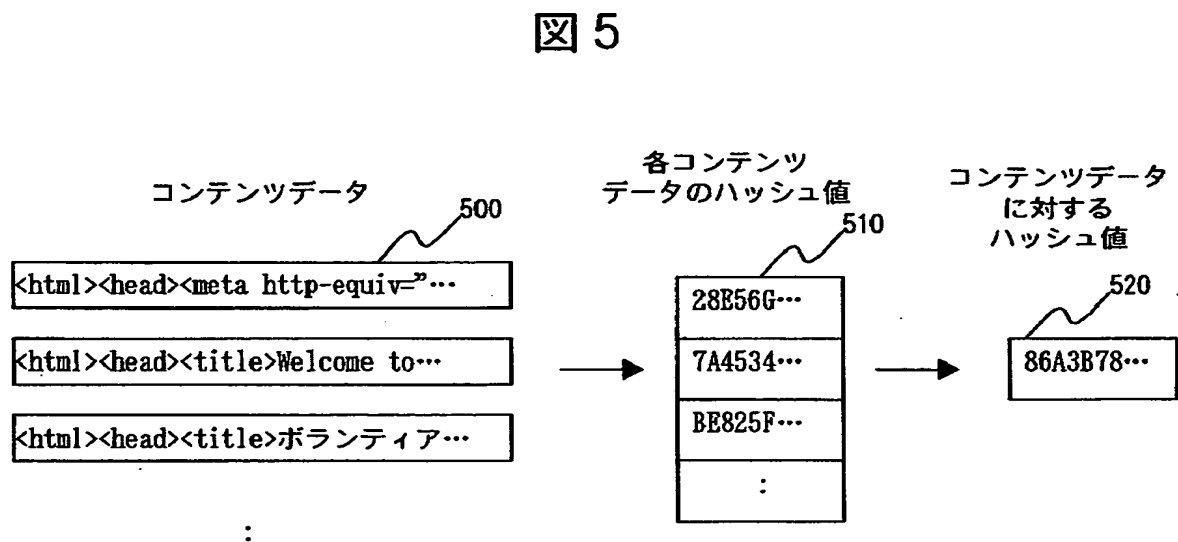 図5
コンテンツデータ
500
<html><head><meta http-equiv=”…
<html><head><title>Welcome to…
<html><head><title>ボランティア…
:
各コンテンツ
データのハッシュ値
510
28E56G…
7A4534…
BE825F…
:
コンテンツデータ
に対する
ハッシュ値
520
86A3B78…